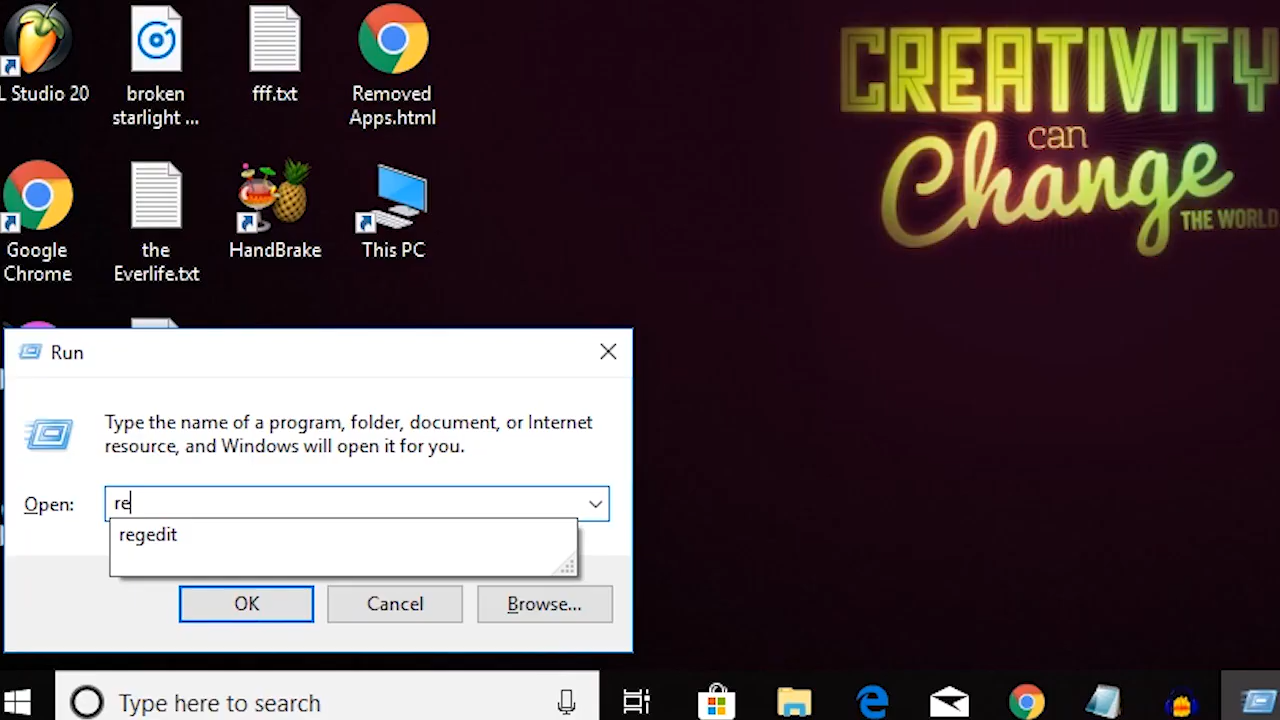 CREATIVITY
can
Change
THE WORLD
L Studio 20
broken
starlight ...
fff.txt
Removed
Apps.html
Google
Chrome
the
Everlife.txt
HandBrake
This PC
Run
Type the name of a program, folder, document, or Internet
resource, and Windows will open it for you.
Open:
re
regedit
OK
Cancel
Browse...
Type here to search